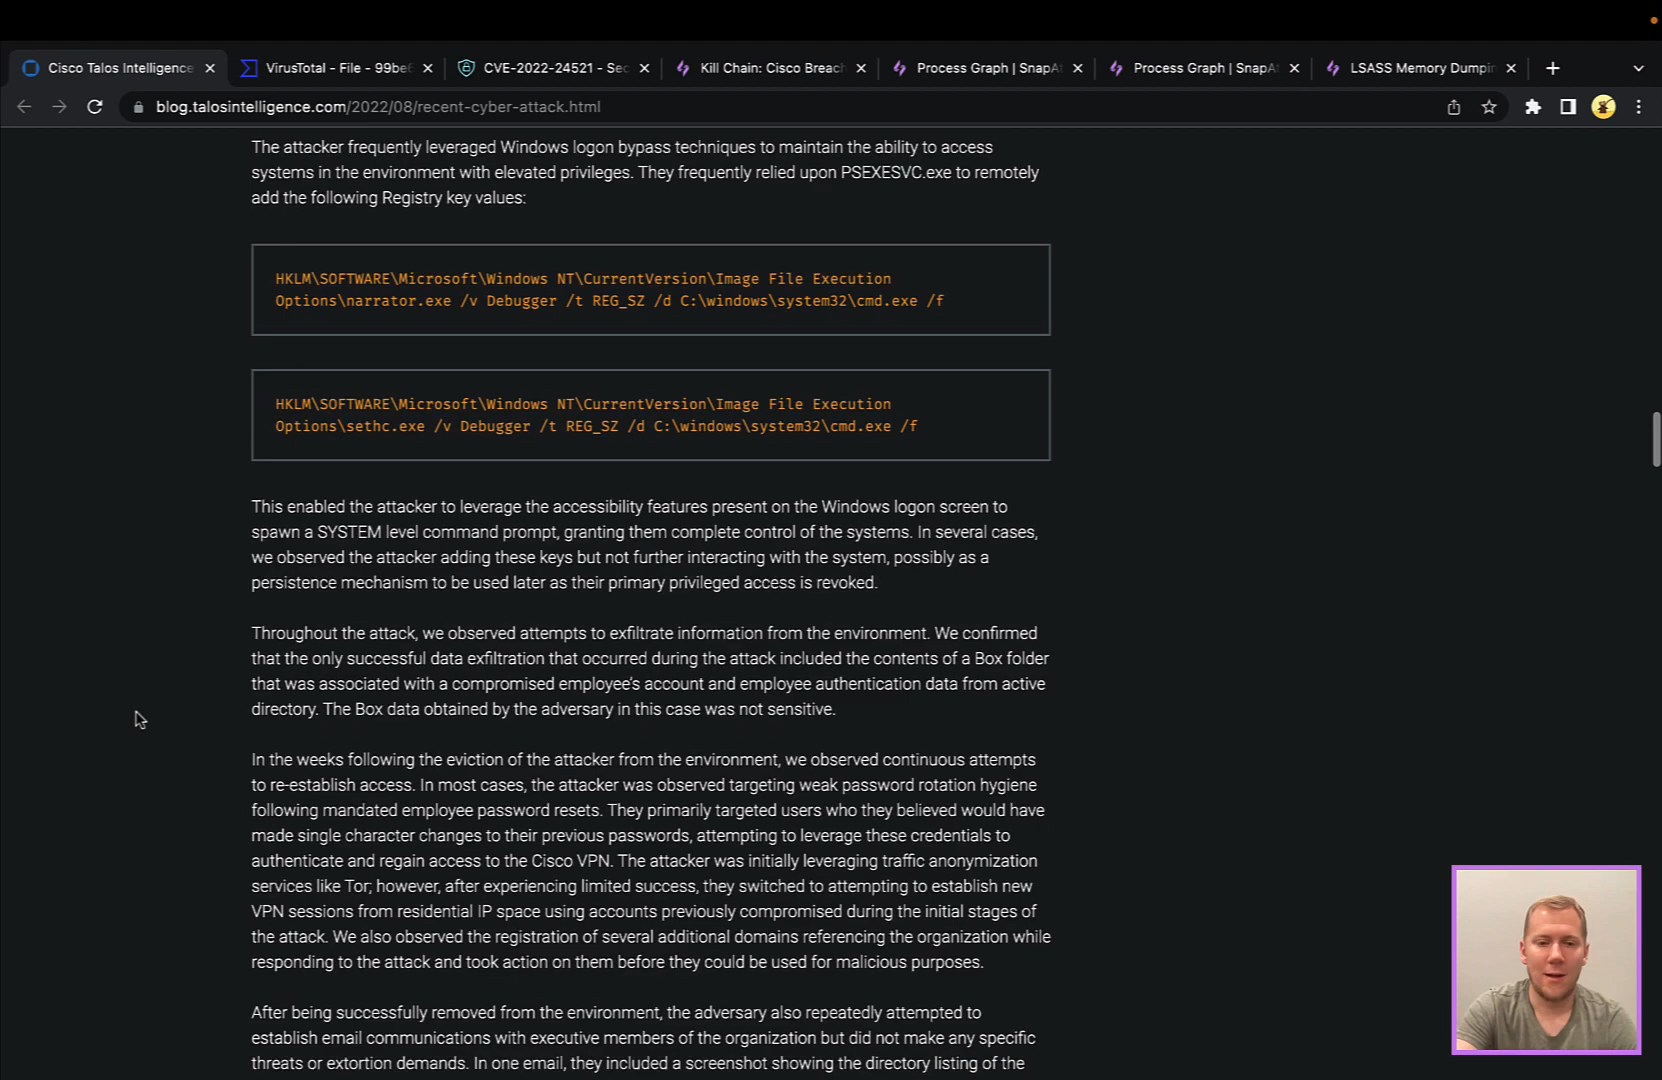 Cisco Talos Intelligence
VirusTotal - File - 99be6
CVE-2022-24521 - Sec
Kill Chain: Cisco Breach
Process Graph | SnapAt
Process Graph | SnapAt
LSASS Memory Dumpin
blog.talosintelligence.com/2022/08/recent-cyber-attack.html
The attacker frequently leveraged Windows logon bypass techniques to maintain the ability to access
systems in the environment with elevated privileges. They frequently relied upon PSEXESVC.exe to remotely
add the following Registry key values:
HKLM\SOFTWARE\Microsoft\Windows NT\CurrentVersion\Image File Execution
Options\narrator.exe /v Debugger /t REG_SZ /d C:\windows\system32\cmd.exe /f
HKLM\SOFTWARE\Microsoft\Windows NT\CurrentVersion\Image File Execution
Options\sethc.exe /v Debugger /t REG_SZ /d C:\windows\system32\cmd.exe /f
This enabled the attacker to leverage the accessibility features present on the Windows logon screen to
spawn a SYSTEM level command prompt, granting them complete control of the systems. In several cases,
we observed the attacker adding these keys but not further interacting with the system, possibly as a
persistence mechanism to be used later as their primary privileged access is revoked.
Throughout the attack, we observed attempts to exfiltrate information from the environment. We confirmed
that the only successful data exfiltration that occurred during the attack included the contents of a Box folder
that was associated with a compromised employee's account and employee authentication data from active
directory. The Box data obtained by the adversary in this case was not sensitive.
In the weeks following the eviction of the attacker from the environment, we observed continuous attempts
to re-establish access. In most cases, the attacker was observed targeting weak password rotation hygiene
following mandated employee password resets. They primarily targeted users who they believed would have
made single character changes to their previous passwords, attempting to leverage these credentials to
authenticate and regain access to the Cisco VPN. The attacker was initially leveraging traffic anonymization
services like Tor; however, after experiencing limited success, they switched to attempting to establish new
VPN sessions from residential IP space using accounts previously compromised during the initial stages of
the attack. We also observed the registration of several additional domains referencing the organization while
responding to the attack and took action on them before they could be used for malicious purposes.
After being successfully removed from the environment, the adversary also repeatedly attempted to
establish email communications with executive members of the organization but did not make any specific
threats or extortion demands. In one email, they included a screenshot showing the directory listing of the